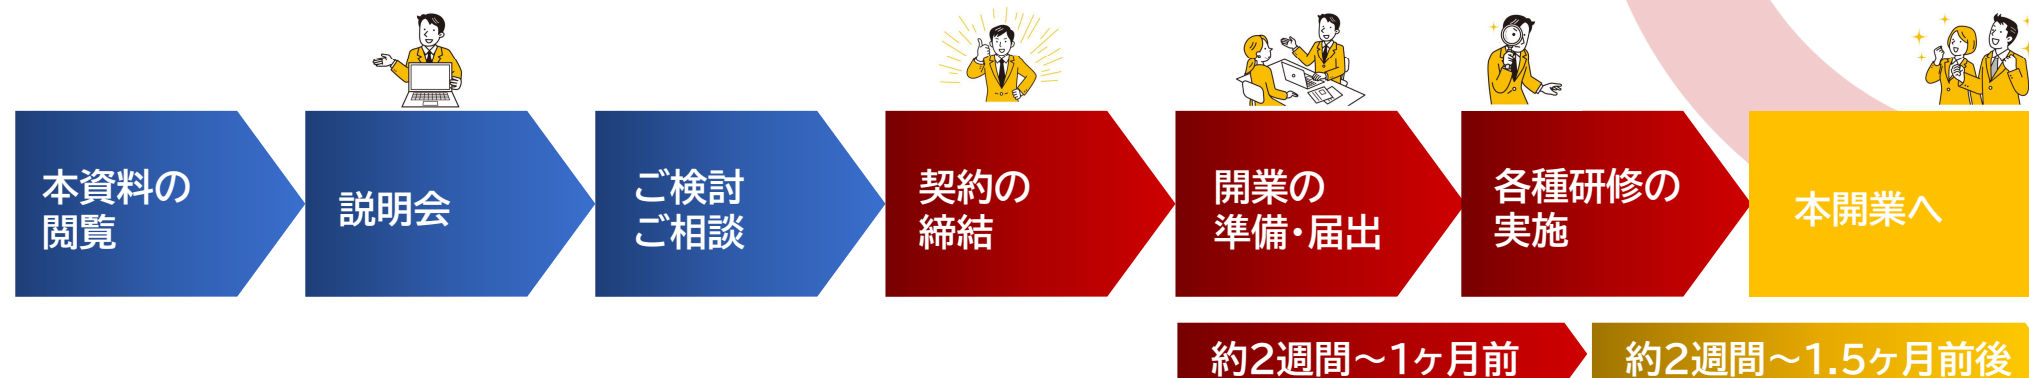 本資料の
閲覧
説明会
ご検討
ご相談
契約の
締結
開業の
準備・届出
各種研修の
実施
本開業へ
約2週間～1ヶ月前
約2週間～1.5ヶ月前後